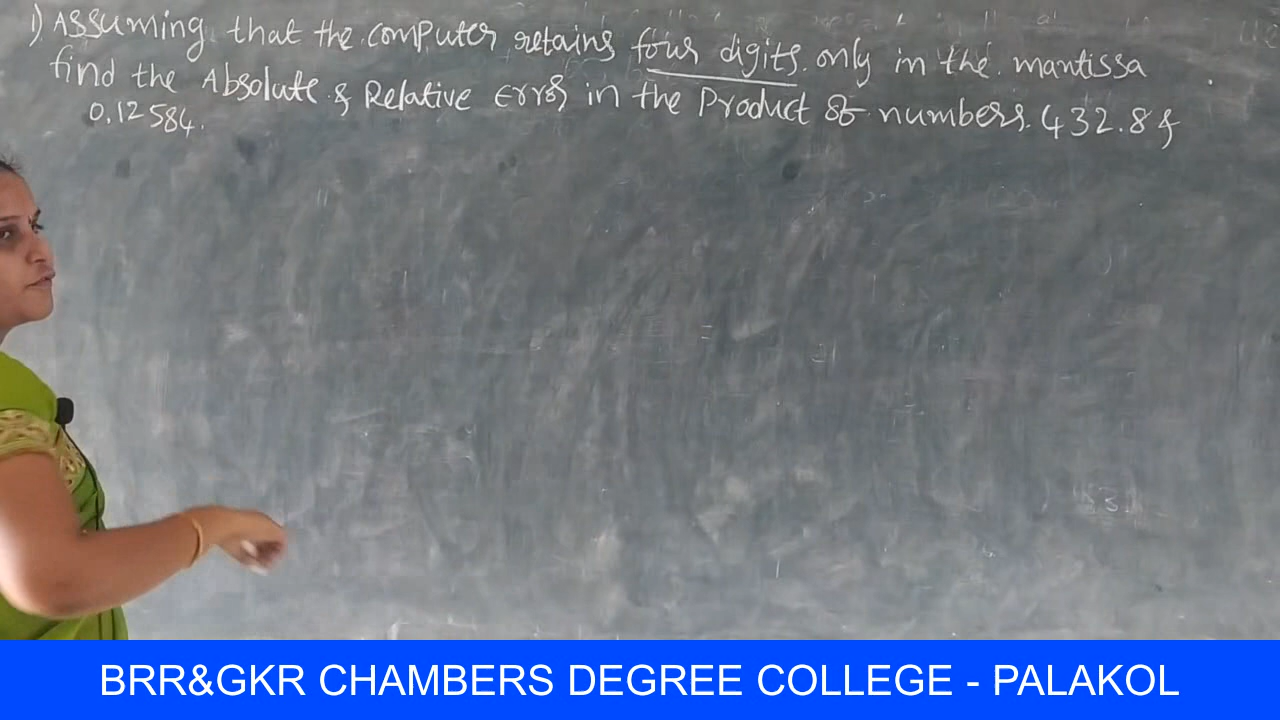 1) Assuming that the computer retains four digits only in the mantissa
find the Absolute & Relative Error in the Product of numbers 432.8 &
0.12584.
BRR&GKR CHAMBERS DEGREE COLLEGE - PALAKOL